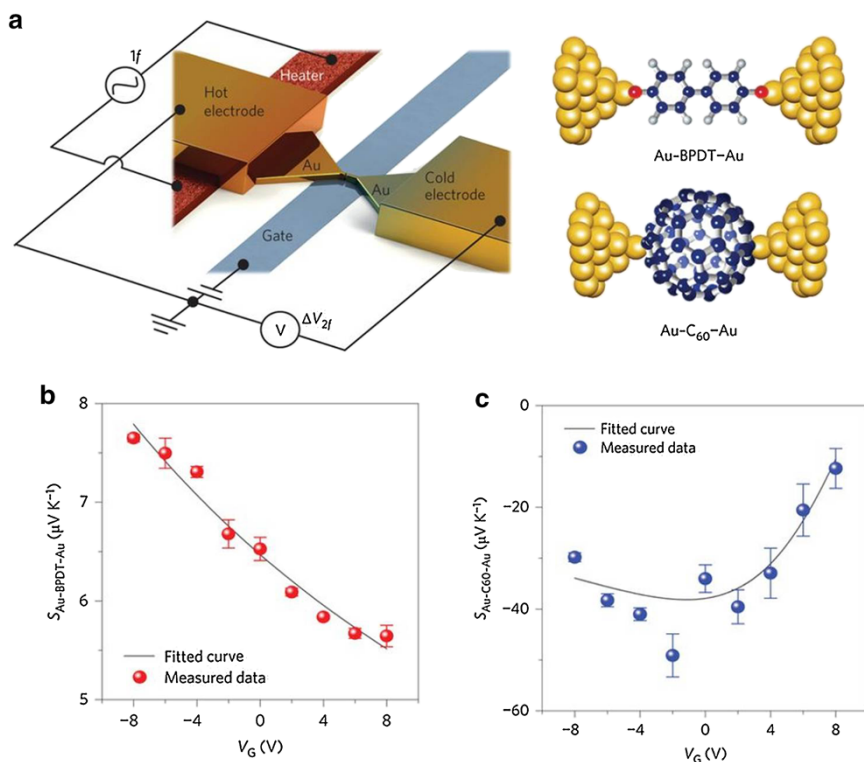 a
1f
Heater
Hot
electrode
Au
Au
Cold
electrode
Gate
V
ΔV2f
Au-BPDT–Au
Au-C60–Au
b
8
7
6
5
S Au-BPDT-Au (μV K−1)
Fitted curve
Measured data
−8
−4
0
4
8
VG (V)
c
0
−20
−40
−60
S Au-C60-Au (μV K−1)
Fitted curve
Measured data
−8
−4
0
4
8
VG (V)